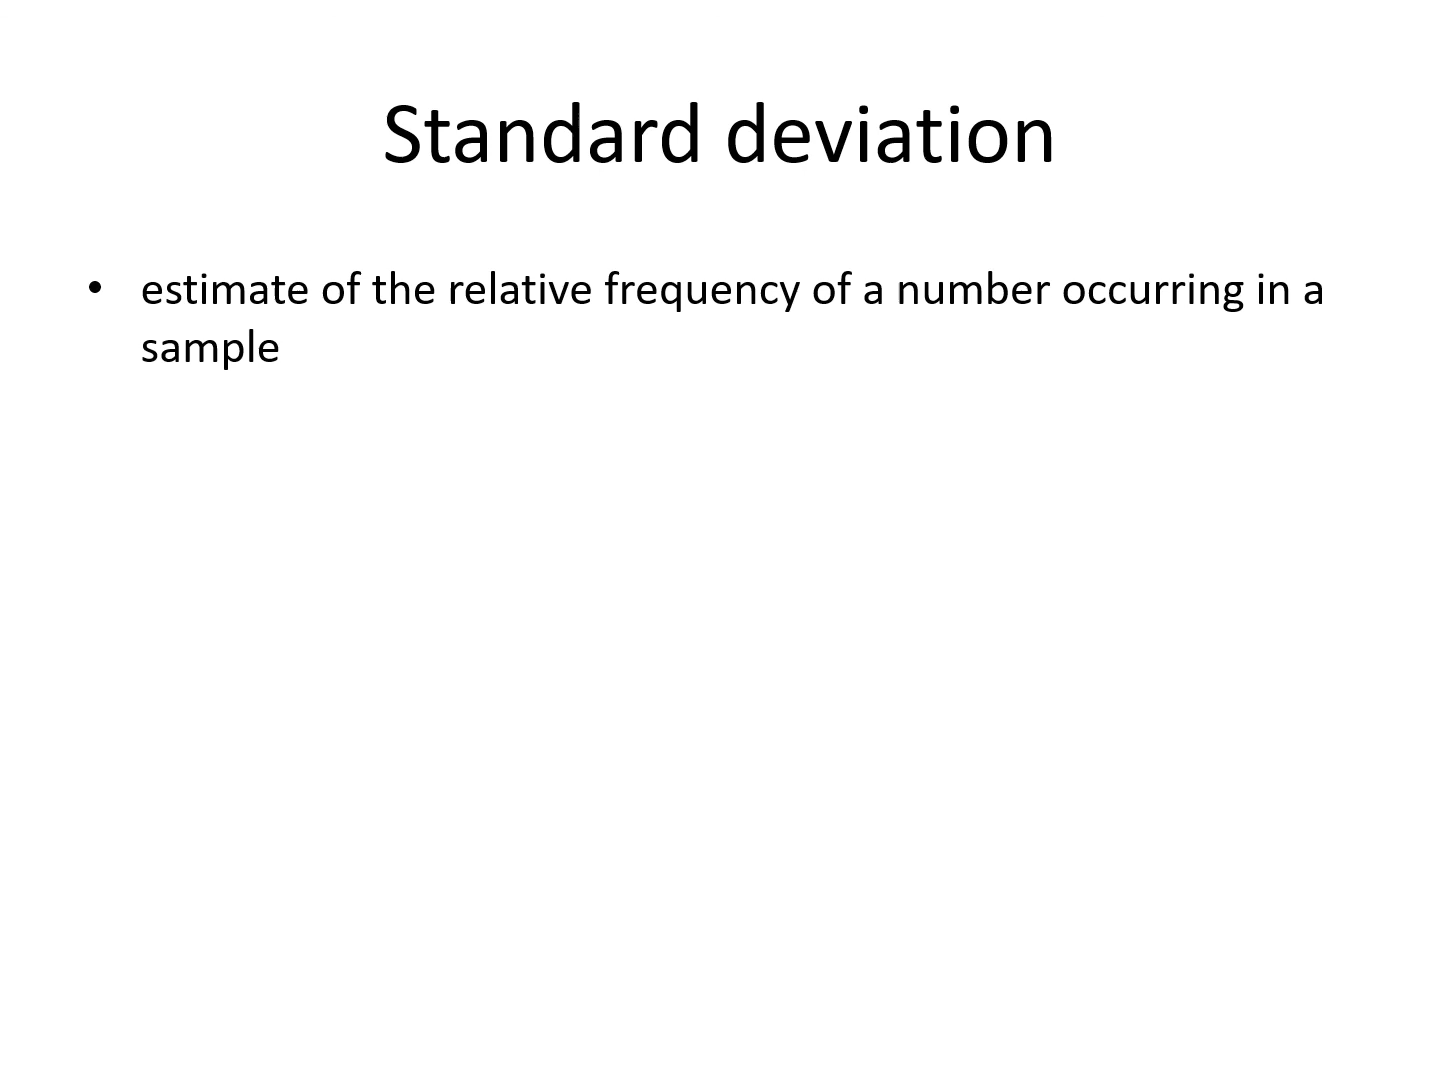 Standard deviation
• estimate of the relative frequency of a number occurring in a
sample